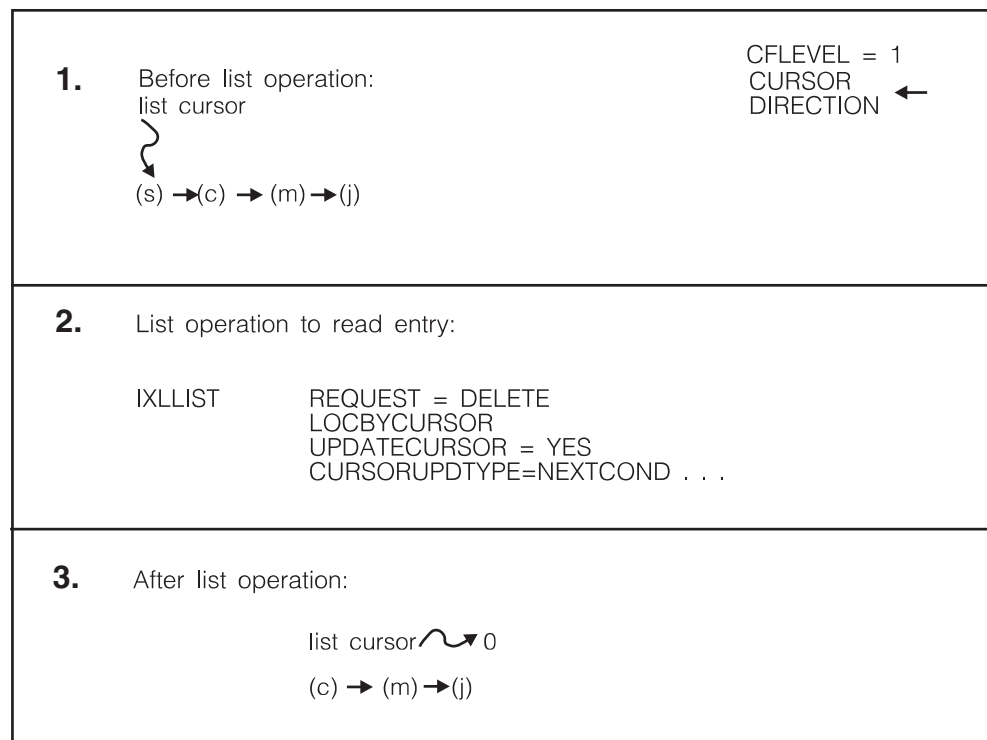 1.
Before list operation:
list cursor
CFLEVEL = 1
CURSOR
DIRECTION ←
(s) → (c) → (m) → (j)
2.
List operation to read entry:
IXLLIST REQUEST = DELETE
LOCBYCURSOR
UPDATECURSOR = YES
CURSORUPDTYPE=NEXTCOND . . .
3.
After list operation:
list cursor 0
(c) → (m) → (j)